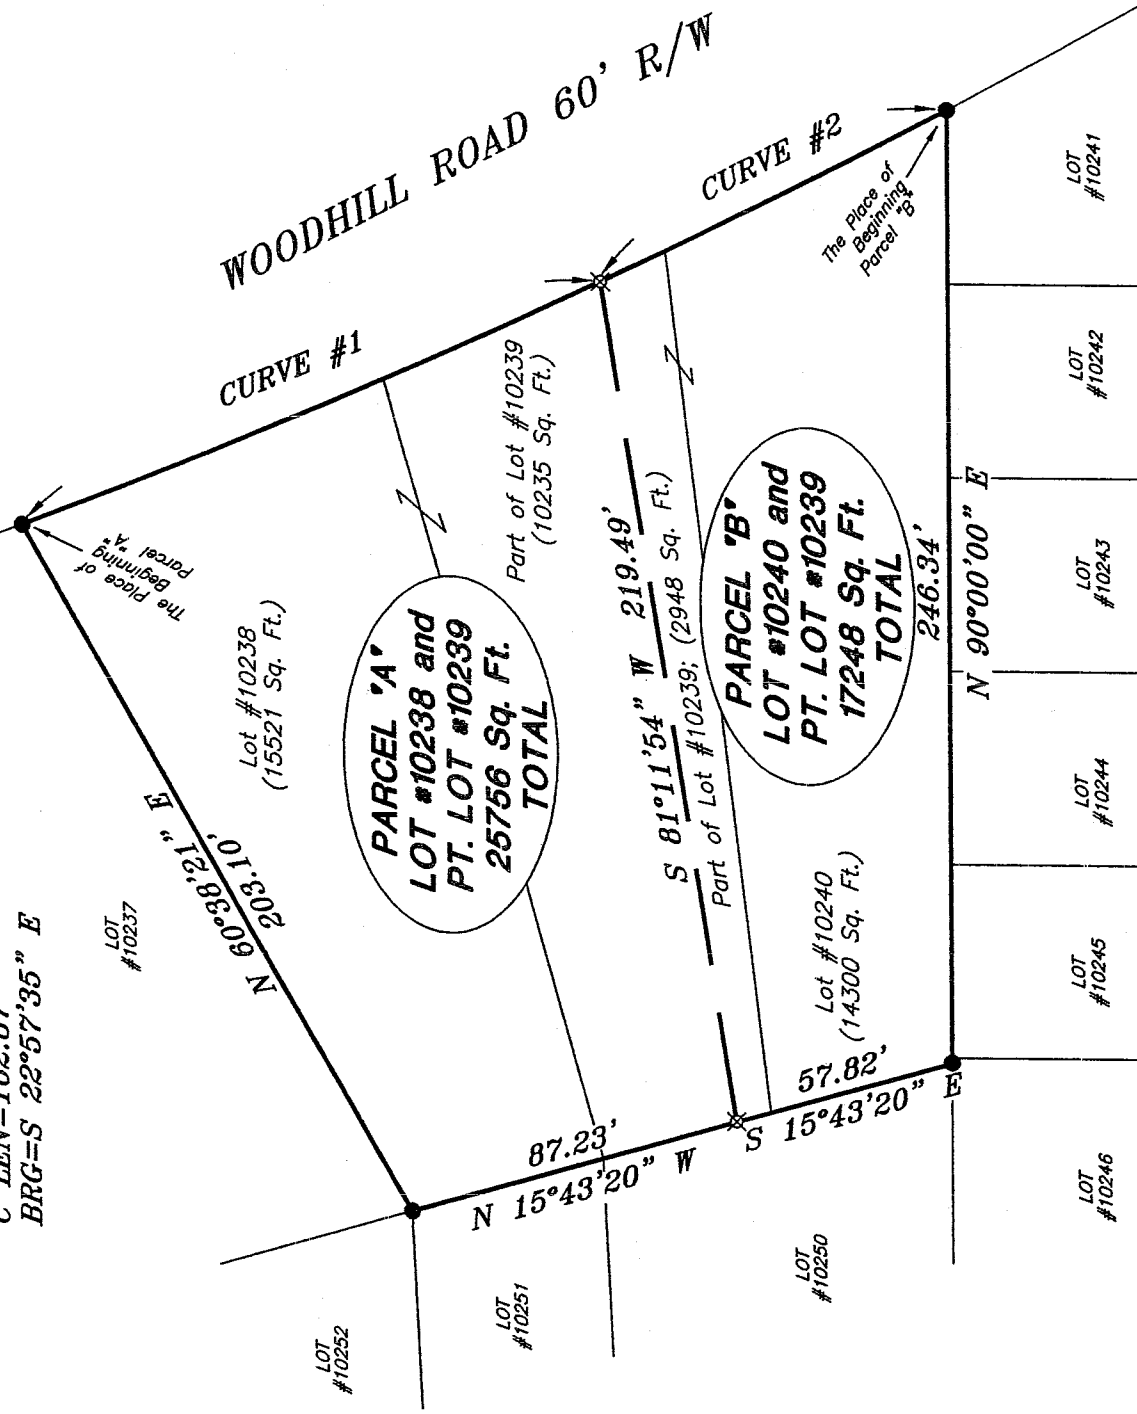 C LEN=162.87'
BRG=S 22°57'35" E
WOODHILL ROAD 60' R/W
CURVE #1
CURVE #2
The Place of
Beginning
Parcel "A"
The Place of
Beginning
Parcel "B"
LOT
#10237
N 60°38'21" E
203.10'
Lot #10238
(15521 Sq. Ft.)
PARCEL "A"
LOT #10238 and
PT. LOT #10239
25756 Sq. Ft.
TOTAL
Part of Lot #10239
(10235 Sq. Ft.)
S 81°11'54" W 219.49'
Part of Lot #10239; (2948 Sq. Ft.)
PARCEL "B"
LOT #10240 and
PT. LOT #10239
17248 Sq. Ft.
TOTAL
Lot #10240
(14300 Sq. Ft.)
246.34'
N 90°00'00" E
87.23'
N 15°43'20" W
57.82'
S 15°43'20" E
LOT
#10252
LOT
#10251
LOT
#10250
LOT
#10246
LOT
#10245
LOT
#10244
LOT
#10243
LOT
#10242
LOT
#10241